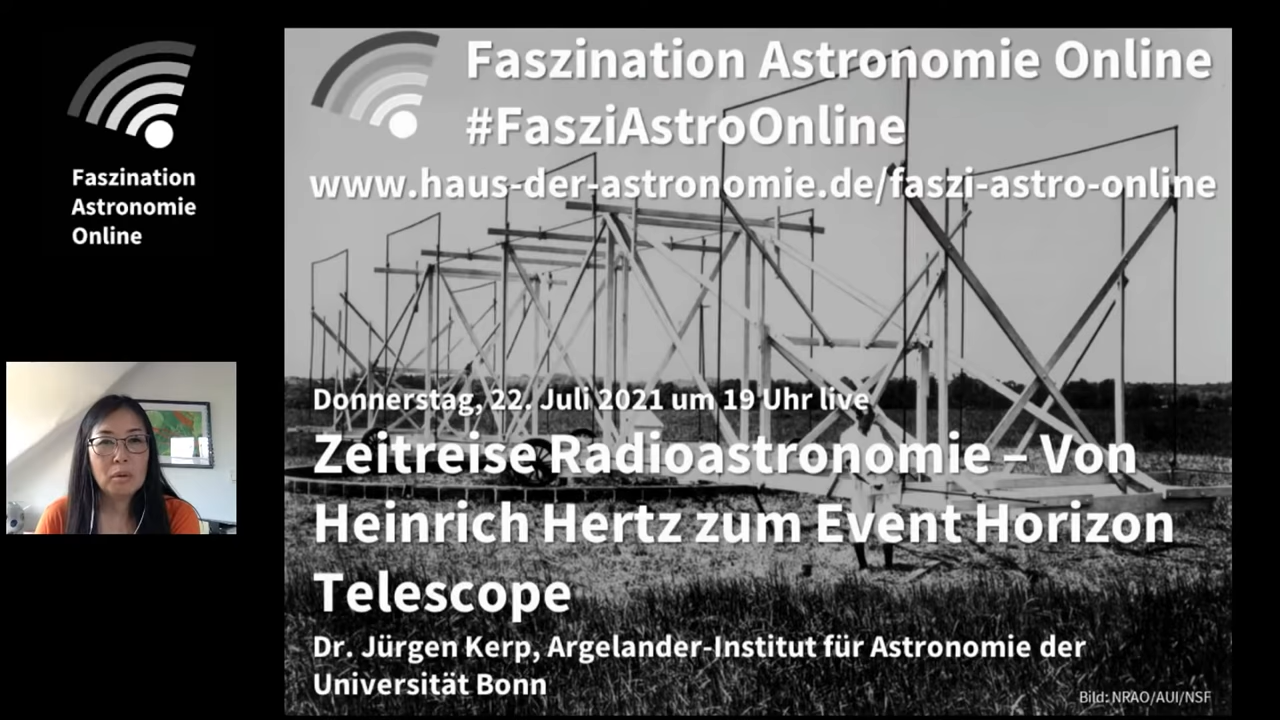 Faszination
Astronomie
Online
Faszination Astronomie Online
#FasziAstroOnline
www.haus-der-astronomie.de/faszi-astro-online
Donnerstag, 22. Juli 2021 um 19 Uhr live
Zeitreise Radioastronomie – Von
Heinrich Hertz zum Event Horizon
Telescope
Dr. Jürgen Kerp, Argelander-Institut für Astronomie der
Universität Bonn
Bild: NRAO/AUI/NSF